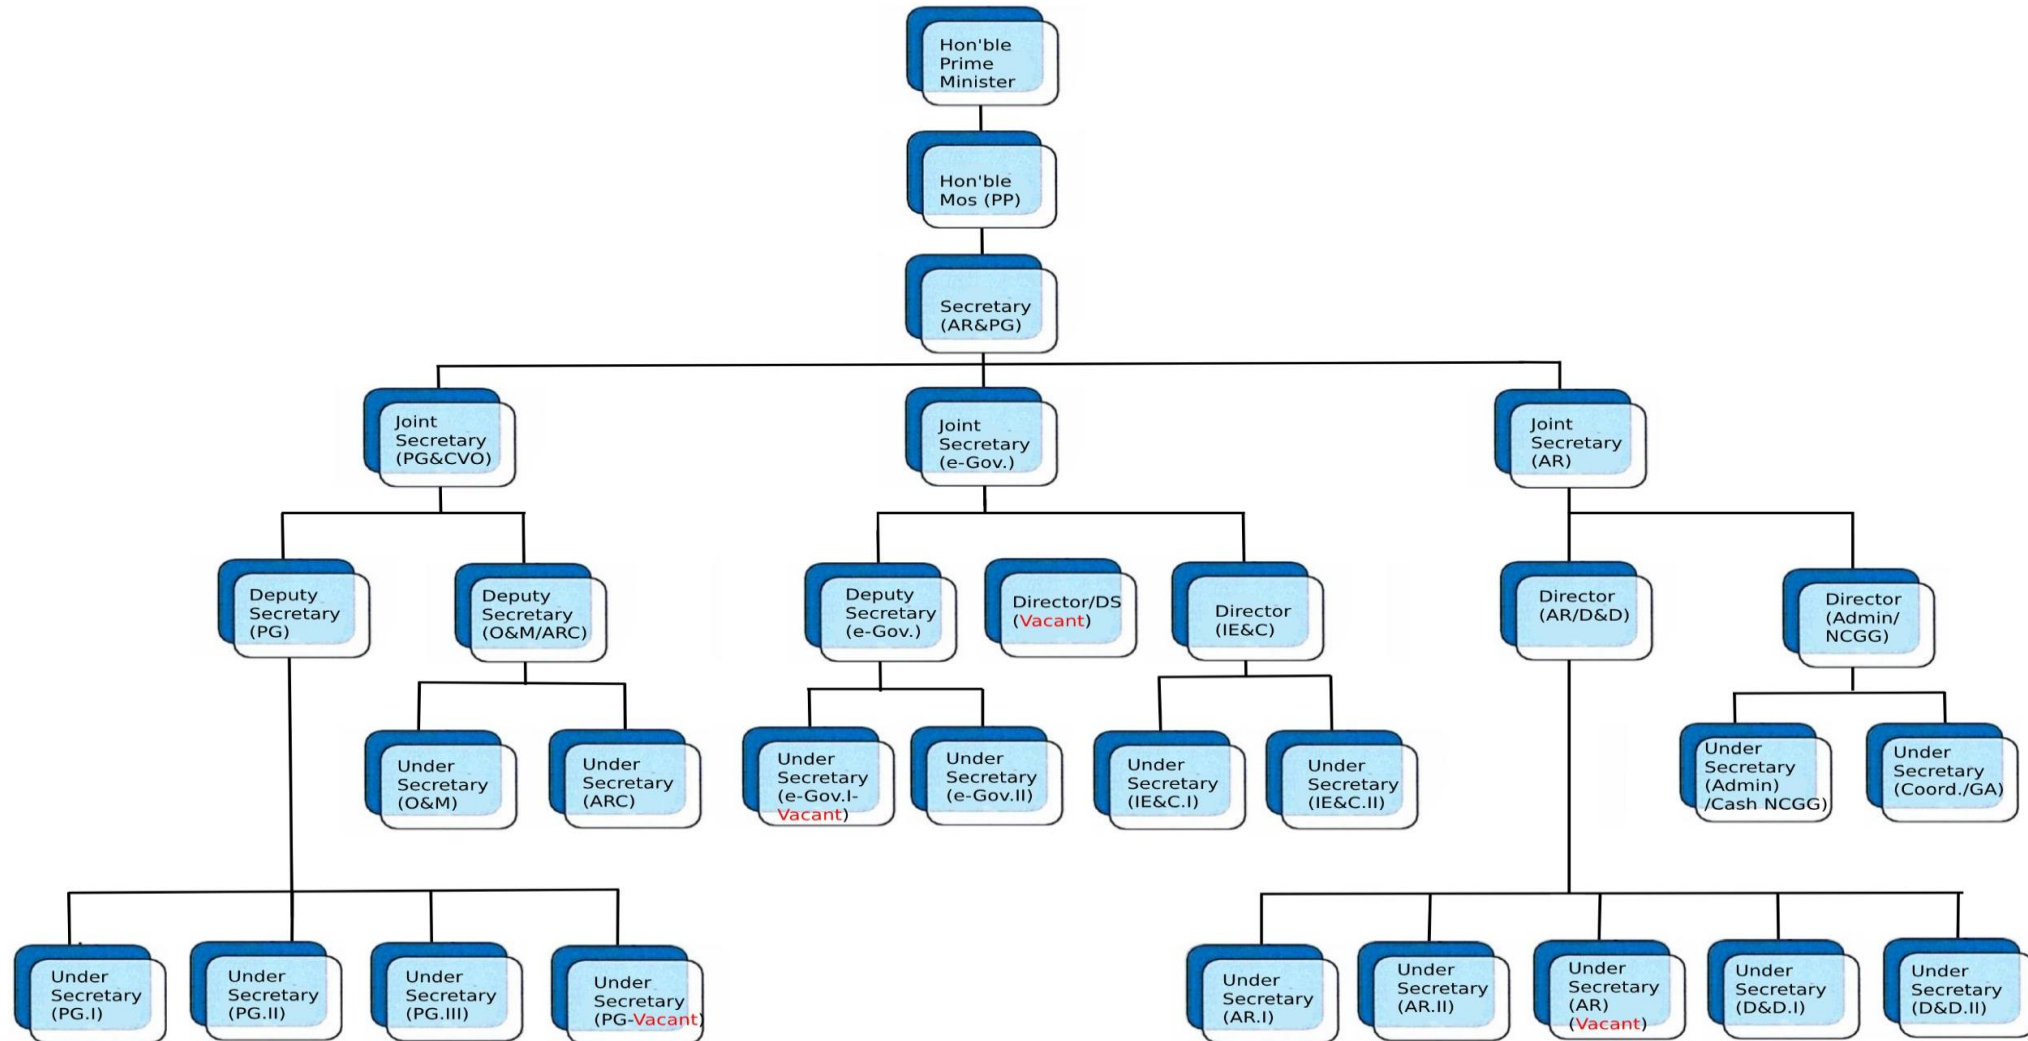 Hon'ble
Prime
Minister
Hon'ble
Mos (PP)
Secretary
(AR&PG)
Joint
Secretary
(PG&CVO)
Joint
Secretary
(e-Gov.)
Joint
Secretary
(AR)
Deputy
Secretary
(PG)
Deputy
Secretary
(O&M/ARC)
Deputy
Secretary
(e-Gov.)
Director/DS
(Vacant)
Director
(IE&C)
Director
(AR/D&D)
Director
(Admin/
NCGG)
Under
Secretary
(O&M)
Under
Secretary
(ARC)
Under
Secretary
(e-Gov.I-
Vacant)
Under
Secretary
(e-Gov.II)
Under
Secretary
(IE&C.I)
Under
Secretary
(IE&C.II)
Under
Secretary
(Admin)
/Cash NCGG)
Under
Secretary
(Coord./GA)
Under
Secretary
(PG.I)
Under
Secretary
(PG.II)
Under
Secretary
(PG.III)
Under
Secretary
(PG-Vacant)
Under
Secretary
(AR.I)
Under
Secretary
(AR.II)
Under
Secretary
(AR)
(Vacant)
Under
Secretary
(D&D.I)
Under
Secretary
(D&D.II)